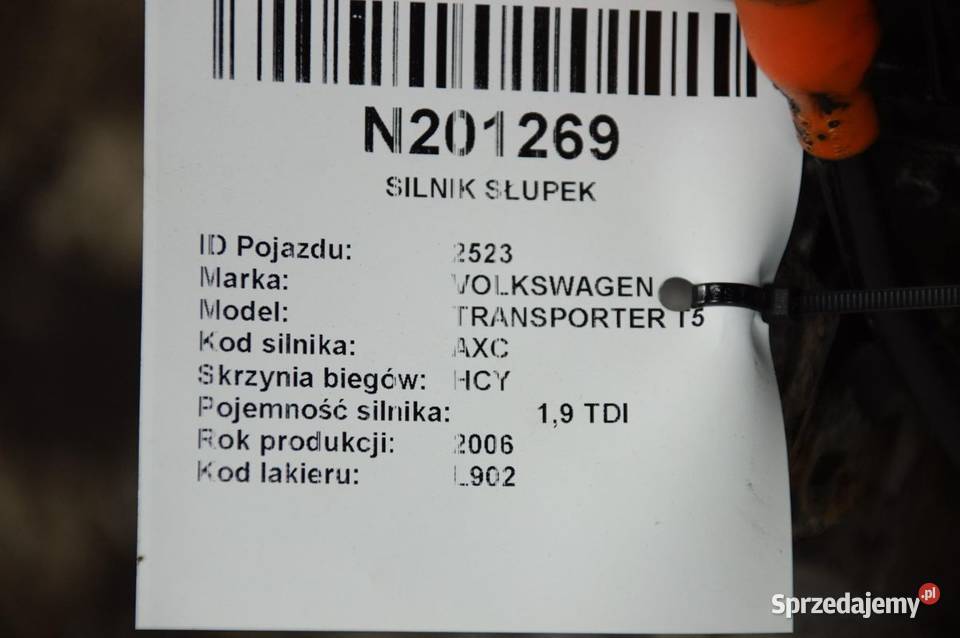 N201269
SILNIK SŁUPEK
ID Pojazdu: 2523
Marka: VOLKSWAGEN
Model: TRANSPORTER T5
Kod silnika: AXC
Skrzynia biegów: HCY
Pojemność silnika: 1,9 TDI
Rok produkcji: 2006
Kod lakieru: L902
Sprzedajemy.pl